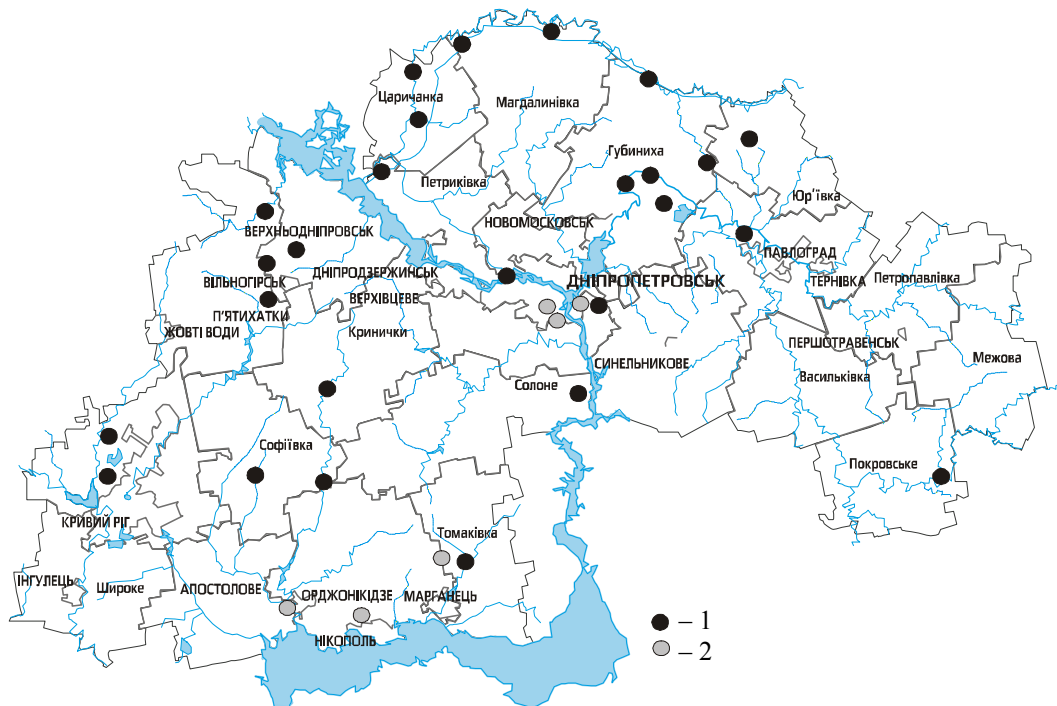 Царичанка
Магдалинівка
Губиниха
Петриківка
Юр'ївка
НОВОМОСКОВСЬК
ВЕРХНЬОДНІПРОВСЬК
ПАВЛОГРАД
ДНІПРОДЗЕРЖИНСЬК
ДНІПРОПЕТРОВСЬК
ТЕРНІВКА
Петропавлівка
ВІЛЬНОГІРСЬК
ВЕРХІВЦЕВЕ
П'ЯТИХАТКИ
ЖОВТІ ВОДИ
Кринички
ПЕРШОТРАВЕНСЬК
Межова
СИНЕЛЬНИКОВЕ
Васильківка
Солоне
Софіївка
Покровське
КРИВИЙ РІГ
Томаківка
ІНГУЛЕЦЬ
Широке
АПОСТОЛОВЕ
ОРДЖОНІКІДЗЕ
МАРГАНЕЦЬ
НІКОПОЛЬ
– 1
– 2